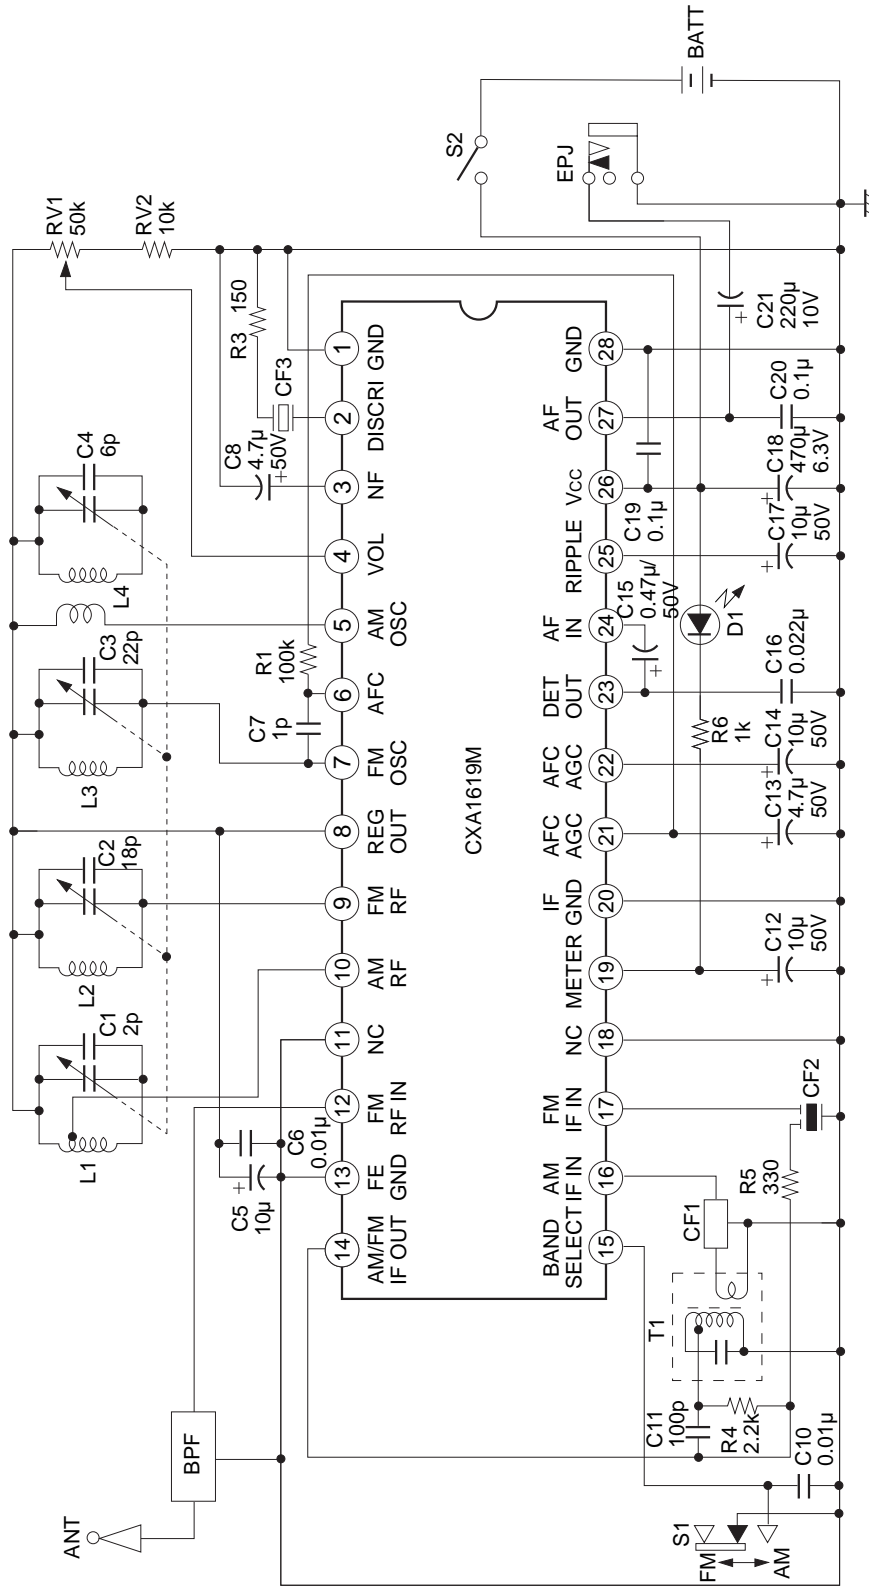 ANT
BPF
L1
C1
2p
L2
C2
18p
L3
C3
22p
L4
C4
6p
RV1
50k
RV2
10k
S2
BATT
EPJ
C5
10µ
+
C6
0.01µ
C7
1p
R1
100k
C8
4.7µ
+
50V
R3
150
CF3
14
13
12
11
10
9
8
7
6
5
4
3
2
1
AM/FM
IF OUT
FE
GND
FM
RF IN
NC
AM
RF
FM
RF
REG
OUT
FM
OSC
AFC
AM
OSC
VOL
NF
DISCRI
GND
CXA1619M
BAND
SELECT
AM
IF IN
FM
IF IN
NC
METER
IF
GND
AFC
AGC
AFC
AGC
DET
OUT
AF
IN
RIPPLE
VCC
AF
OUT
GND
15
16
17
18
19
20
21
22
23
24
25
26
27
28
T1
CF1
R5
330
CF2
C11
100p
R4
2.2k
C10
0.01µ
S1
FM
AM
C12
10µ
50V
+
C13
4.7µ
50V
+
C14
10µ
50V
+
R6
1k
C15
0.47µ/
50V
+
C16
0.022µ
D1
C17
10µ
50V
+
C18
470µ
6.3V
+
C19
0.1µ
C20
0.1µ
C21
220µ
10V
+